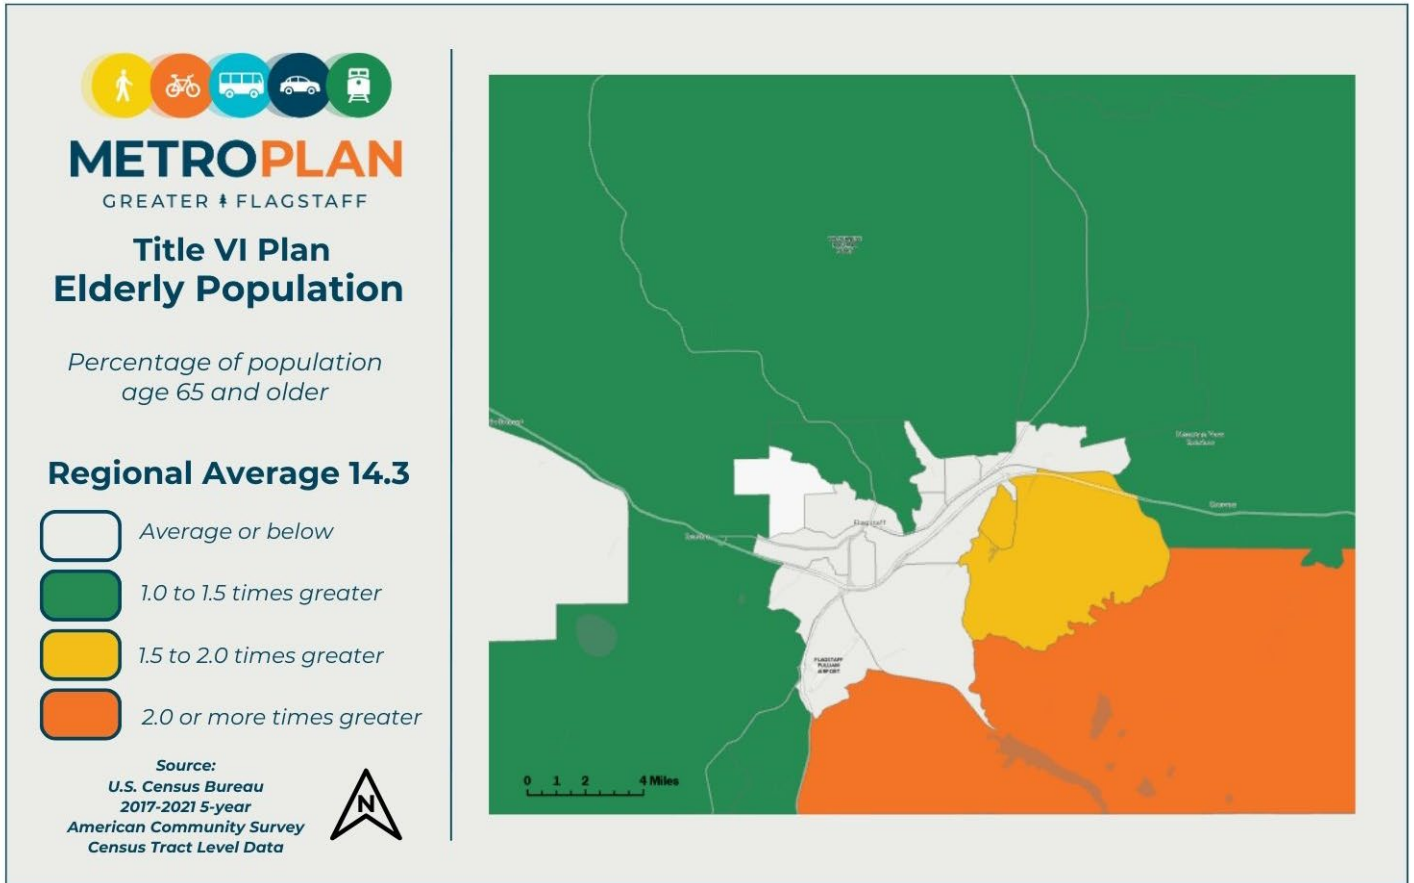 METROPLAN
GREATER FLAGSTAFF
Title VI Plan
Elderly Population
Percentage of population
age 65 and older
Regional Average 14.3
Average or below
1.0 to 1.5 times greater
1.5 to 2.0 times greater
2.0 or more times greater
Source:
U.S. Census Bureau
2017-2021 5-year
American Community Survey
Census Tract Level Data
N
Flagstaff
FLAGSTAFF
PULLIAM
AIRPORT
0 1 2 4 Miles